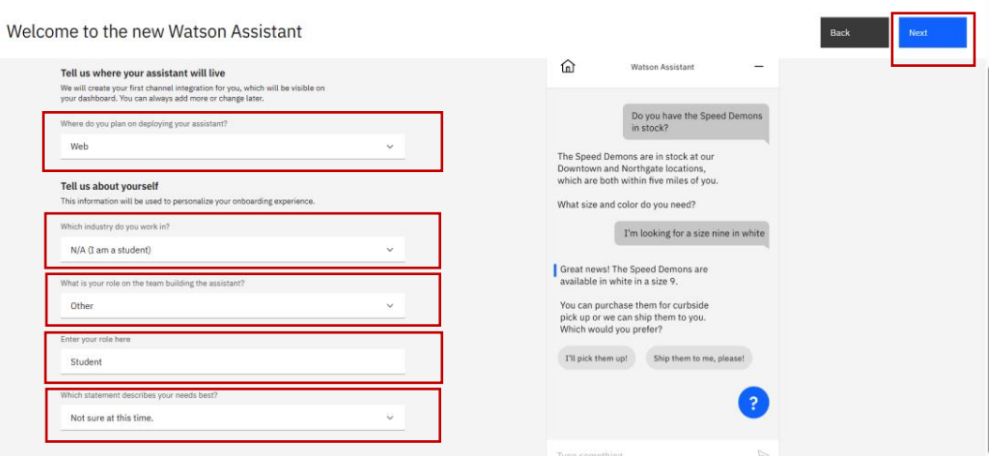 Welcome to the new Watson Assistant
Back
Next
Tell us where your assistant will live
We will create your first channel integration for you, which will be visible on
your dashboard. You can always add more or change later.
Where do you plan on deploying your assistant?
Web
Tell us about yourself
This information will be used to personalize your onboarding experience.
Which industry do you work in?
N/A (I am a student)
What is your role on the team building the assistant?
Other
Enter your role here
Student
Which statement describes your needs best?
Not sure at this time.
Watson Assistant
Do you have the Speed Demons
in stock?
The Speed Demons are in stock at our
Downtown and Northgate locations,
which are both within five miles of you.
What size and color do you need?
I'm looking for a size nine in white
Great news! The Speed Demons are
available in white in a size 9.
You can purchase them for curbside
pick up or we can ship them to you.
Which would you prefer?
I'll pick them up!
Ship them to me, please!
?
Type something